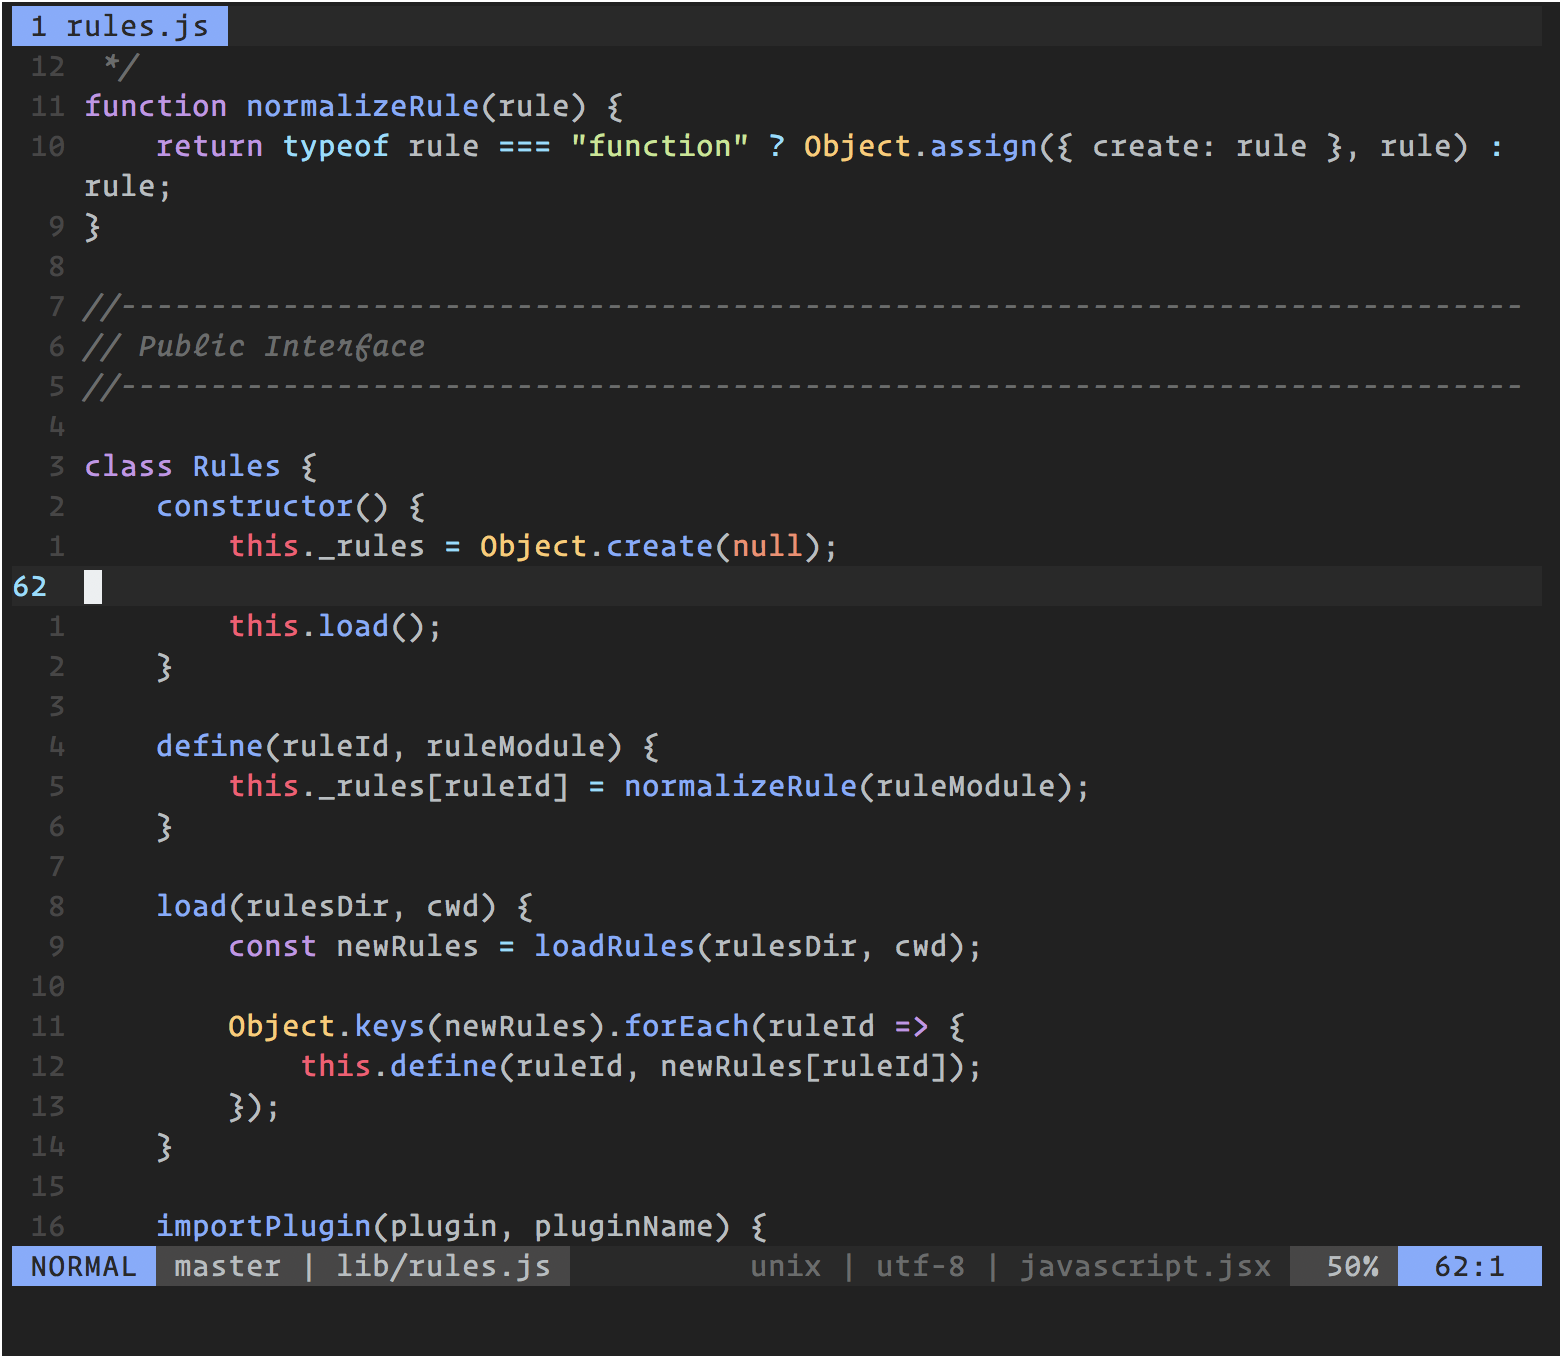 1 rules.js
12  */
11 function normalizeRule(rule) {
10     return typeof rule === "function" ? Object.assign({ create: rule }, rule) :
rule;
9 }
8
7 //------------------------------------------------------------------------------
6 // Public Interface
5 //------------------------------------------------------------------------------
4
3 class Rules {
2     constructor() {
1         this._rules = Object.create(null);
62
1         this.load();
2     }
3
4     define(ruleId, ruleModule) {
5         this._rules[ruleId] = normalizeRule(ruleModule);
6     }
7
8     load(rulesDir, cwd) {
9         const newRules = loadRules(rulesDir, cwd);
10
11         Object.keys(newRules).forEach(ruleId => {
12             this.define(ruleId, newRules[ruleId]);
13         });
14     }
15
16     importPlugin(plugin, pluginName) {
NORMAL master | lib/rules.js unix | utf-8 | javascript.jsx 50% 62:1